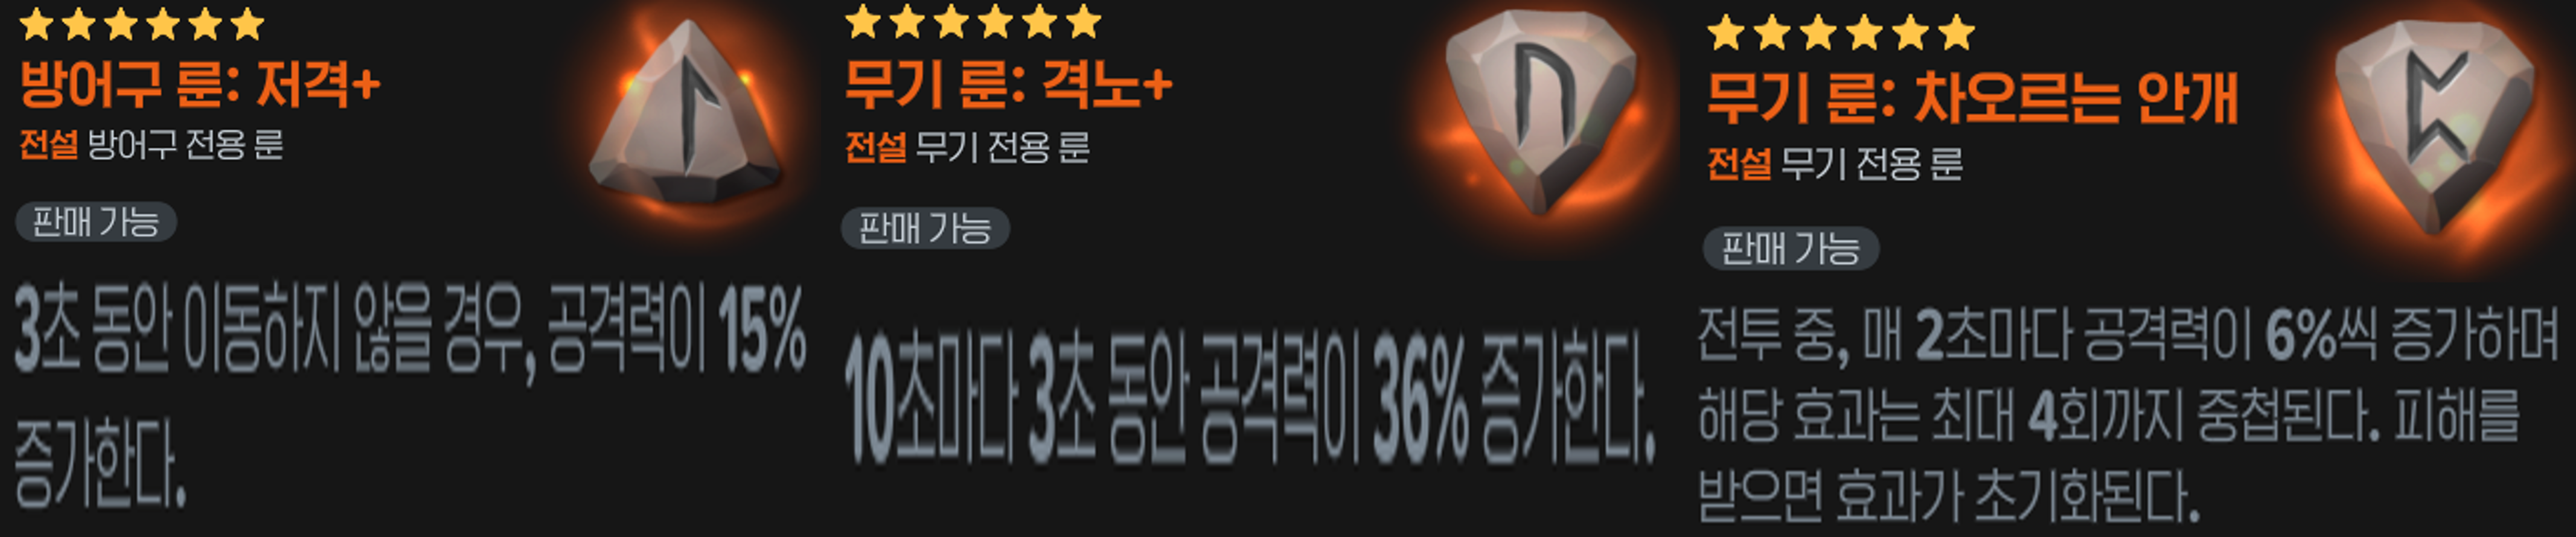 방어구 룬: 저격+
전설 방어구 전용 룬
판매 가능
3초 동안 이동하지 않을 경우, 공격력이 15%
증가한다.
무기 룬: 격노+
전설 무기 전용 룬
판매 가능
10초마다 3초 동안 공격력이 36% 증가한다.
무기 룬: 차오르는 안개
전설 무기 전용 룬
판매 가능
전투 중, 매 2초마다 공격력이 6%씩 증가하며
해당 효과는 최대 4회까지 중첩된다. 피해를
받으면 효과가 초기화된다.